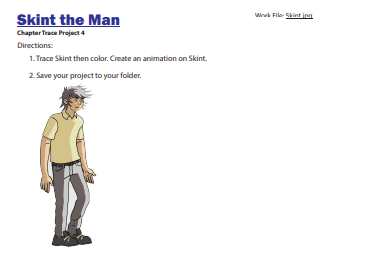 Skint the Man
Work File: Skint.jpg
Chapter Trace Project 4
Directions:
1. Trace Skint then color. Create an animation on Skint.
2. Save your project to your folder.